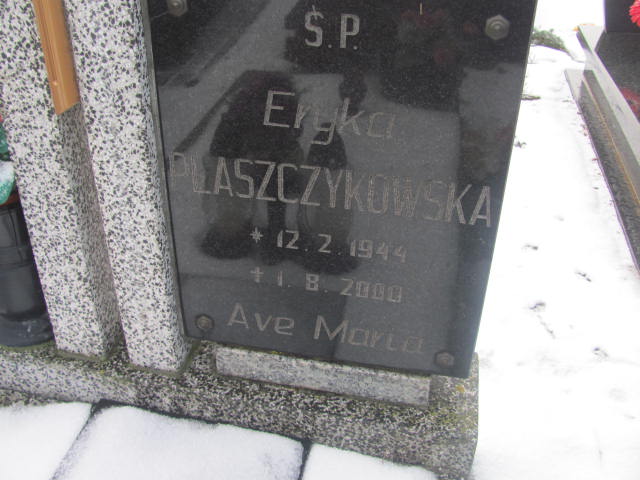 Ś.P.
Eryka
PŁASZCZYKOWSKA
* 12.2.1944
+ 1.8.2000
Ave Maria